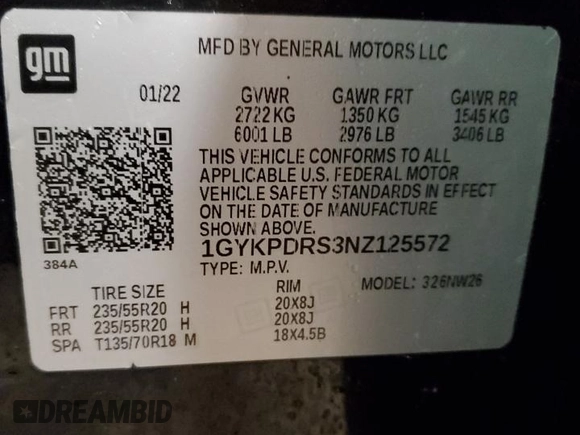 gm
MFD BY GENERAL MOTORS LLC
01/22 GVWR GAWR FRT GAWR RR
2722 KG 1350 KG 1545 KG
6001 LB 2976 LB 3406 LB
THIS VEHICLE CONFORMS TO ALL
APPLICABLE U.S. FEDERAL MOTOR
VEHICLE SAFETY STANDARDS IN EFFECT
ON THE DATE OF MANUFACTURE
SHOWN ABOVE.
1GYKPDRS3NZ125572
384A
TYPE: M.P.V. MODEL: 326NW26
TIRE SIZE RIM
FRT 235/55R20 H 20X8J
RR 235/55R20 H 20X8J
SPA T135/70R18 M 18X4.5B
DREAMBID